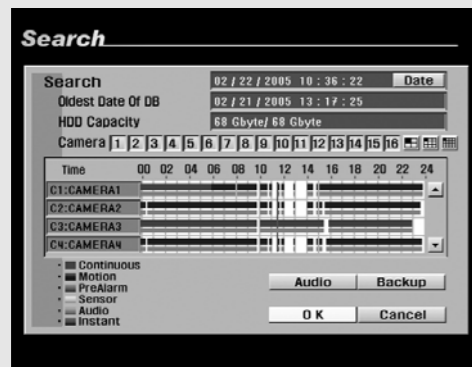 Search
Search 02 / 22 / 2005 10 : 36 : 22 Date
Oldest Date Of DB 02 / 21 / 2005 13 : 17 : 25
HDD Capacity 68 Gbyte/ 68 Gbyte
Camera 1 2 3 4 5 6 7 8 9 10 11 12 13 14 15 16
Time 00 02 04 06 08 10 12 14 16 18 20 22 24
C1:CAMERA1
C2:CAMERA2
C3:CAMERA3
C4:CAMERA4
Continuous
Motion
PreAlarm
Sensor
Audio
Instant
Audio Backup
OK Cancel